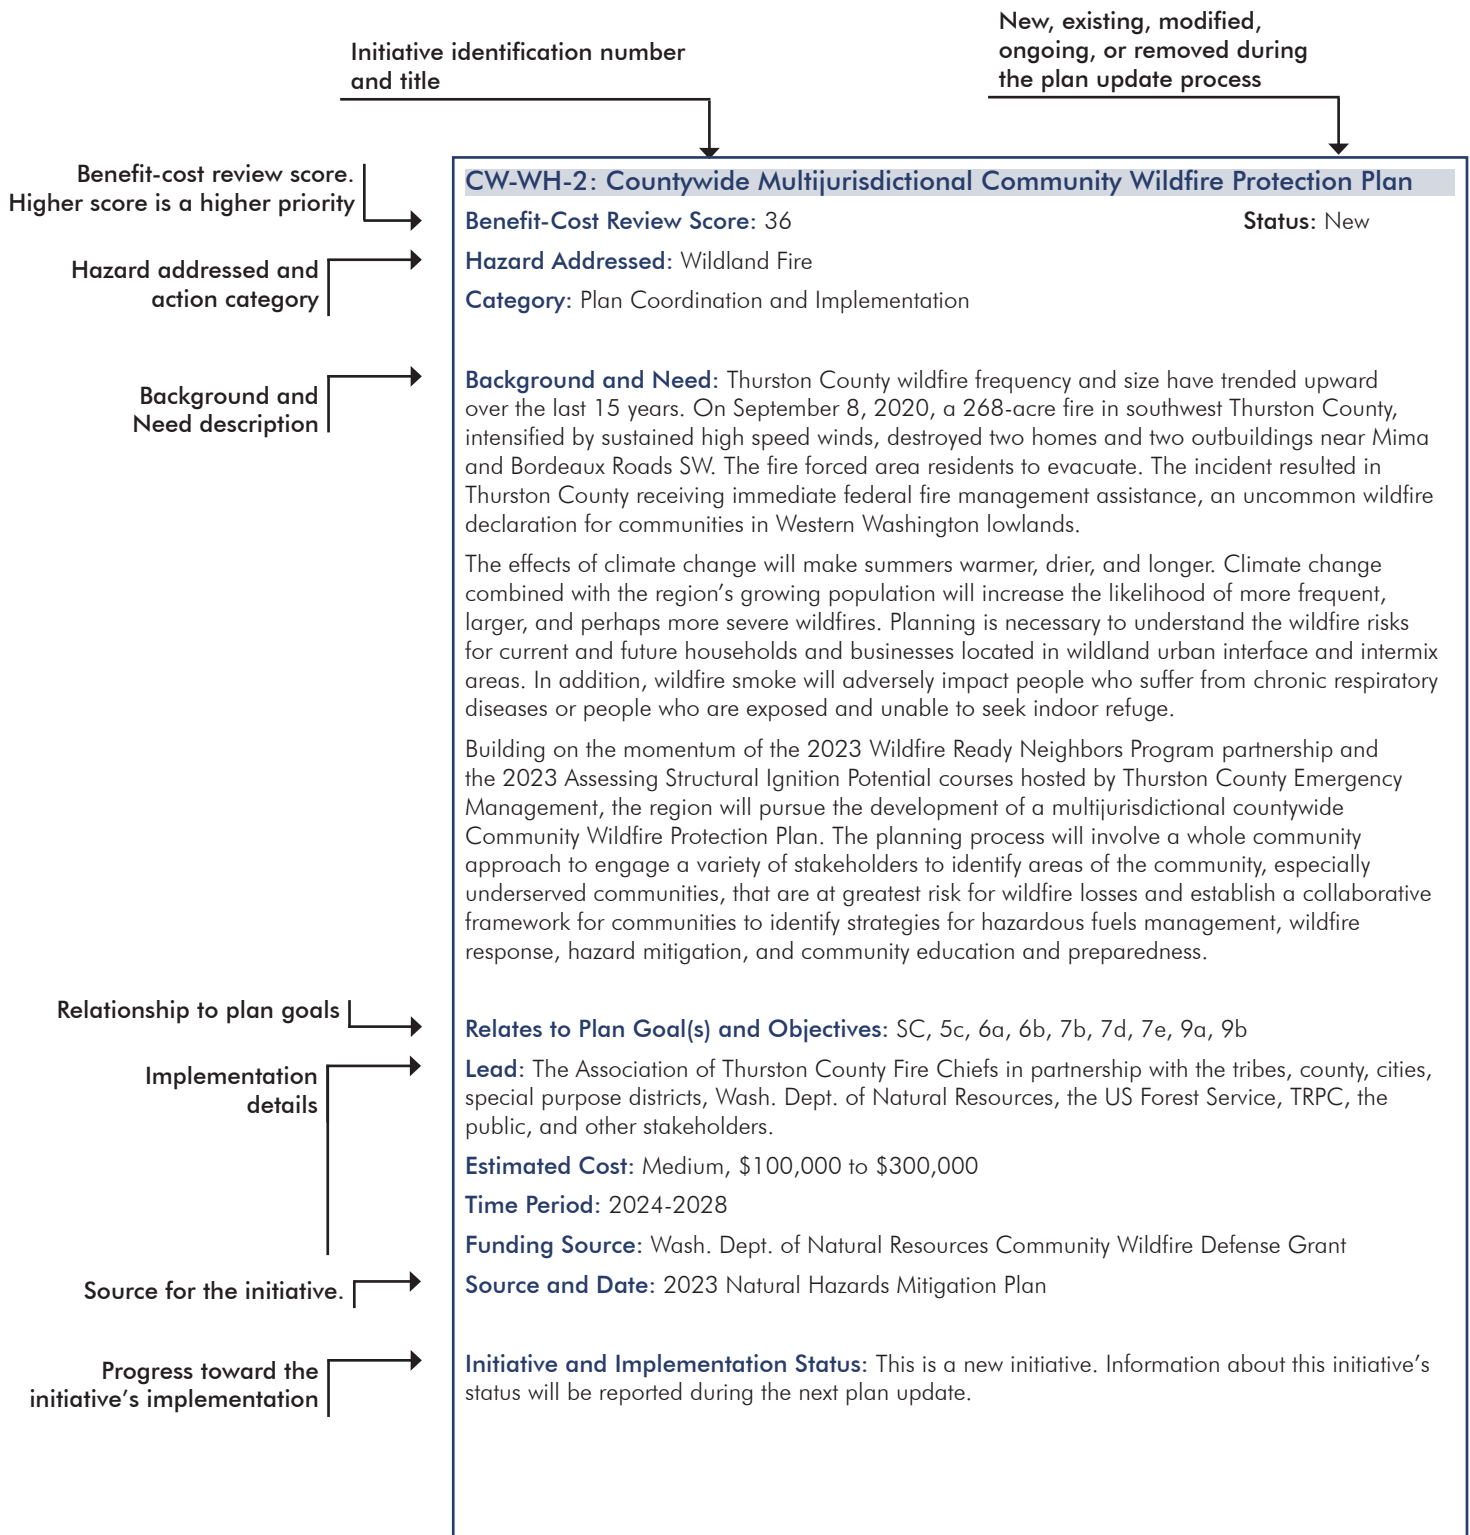 Initiative identification number
and title
New, existing, modified,
ongoing, or removed during
the plan update process
Benefit-cost review score.
Higher score is a higher priority
Hazard addressed and
action category
Background and
Need description
Relationship to plan goals
Implementation
details
Source for the initiative.
Progress toward the
initiative's implementation
CW-WH-2: Countywide Multijurisdictional Community Wildfire Protection Plan
Benefit-Cost Review Score: 36 Status: New
Hazard Addressed: Wildland Fire
Category: Plan Coordination and Implementation
Background and Need: Thurston County wildfire frequency and size have trended upward
over the last 15 years. On September 8, 2020, a 268-acre fire in southwest Thurston County,
intensified by sustained high speed winds, destroyed two homes and two outbuildings near Mima
and Bordeaux Roads SW. The fire forced area residents to evacuate. The incident resulted in
Thurston County receiving immediate federal fire management assistance, an uncommon wildfire
declaration for communities in Western Washington lowlands.
The effects of climate change will make summers warmer, drier, and longer. Climate change
combined with the region's growing population will increase the likelihood of more frequent,
larger, and perhaps more severe wildfires. Planning is necessary to understand the wildfire risks
for current and future households and businesses located in wildland urban interface and intermix
areas. In addition, wildfire smoke will adversely impact people who suffer from chronic respiratory
diseases or people who are exposed and unable to seek indoor refuge.
Building on the momentum of the 2023 Wildfire Ready Neighbors Program partnership and
the 2023 Assessing Structural Ignition Potential courses hosted by Thurston County Emergency
Management, the region will pursue the development of a multijurisdictional countywide
Community Wildfire Protection Plan. The planning process will involve a whole community
approach to engage a variety of stakeholders to identify areas of the community, especially
underserved communities, that are at greatest risk for wildfire losses and establish a collaborative
framework for communities to identify strategies for hazardous fuels management, wildfire
response, hazard mitigation, and community education and preparedness.
Relates to Plan Goal(s) and Objectives: SC, 5c, 6a, 6b, 7b, 7d, 7e, 9a, 9b
Lead: The Association of Thurston County Fire Chiefs in partnership with the tribes, county, cities,
special purpose districts, Wash. Dept. of Natural Resources, the US Forest Service, TRPC, the
public, and other stakeholders.
Estimated Cost: Medium, $100,000 to $300,000
Time Period: 2024-2028
Funding Source: Wash. Dept. of Natural Resources Community Wildfire Defense Grant
Source and Date: 2023 Natural Hazards Mitigation Plan
Initiative and Implementation Status: This is a new initiative. Information about this initiative's
status will be reported during the next plan update.